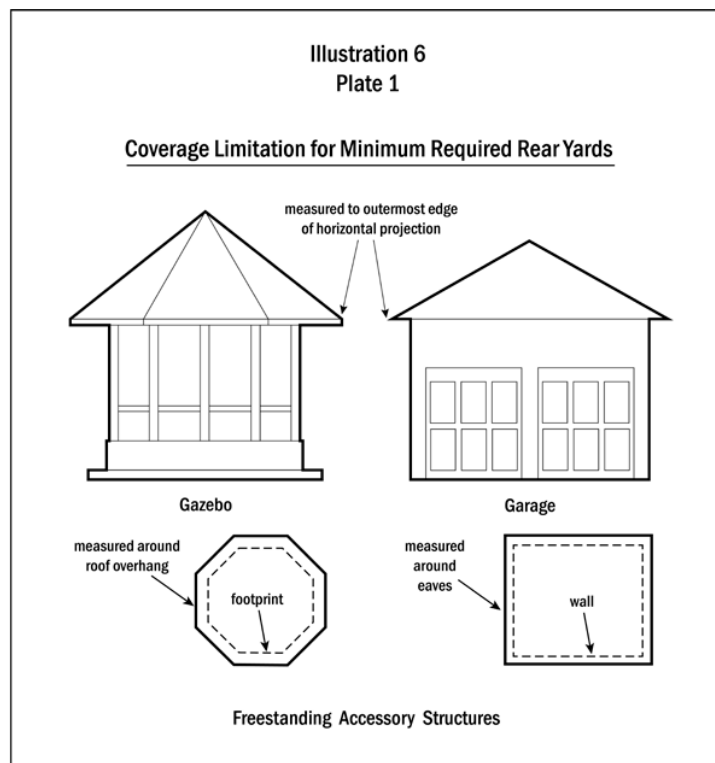 Illustration 6
Plate 1
Coverage Limitation for Minimum Required Rear Yards
measured to outermost edge
of horizontal projection
Gazebo
Garage
measured around
roof overhang
footprint
measured
around
eaves
wall
Freestanding Accessory Structures